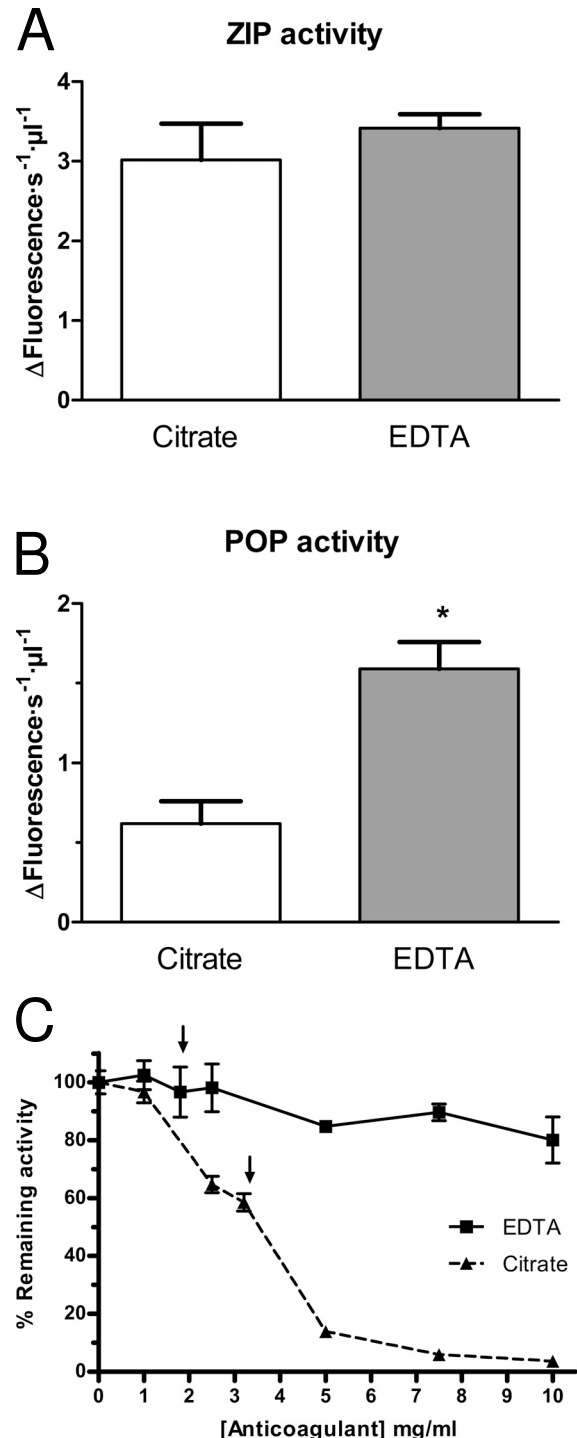 A
ZIP activity
ΔFluorescence·s⁻¹·µl⁻¹
4
3
2
1
0
Citrate EDTA
B
POP activity
ΔFluorescence·s⁻¹·µl⁻¹
2
*
1
0
Citrate EDTA
C
% Remaining activity
100
80
60
40
20
0
EDTA
Citrate
0 1 2 3 4 5 6 7 8 9 10
[Anticoagulant] mg/ml